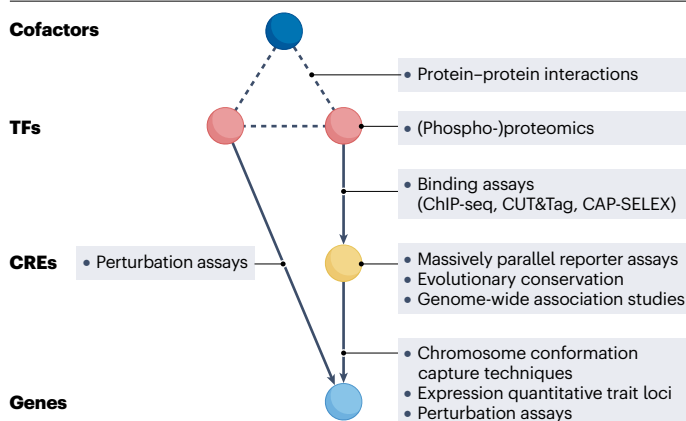 Cofactors
• Protein–protein interactions
TFs
• (Phospho-)proteomics
• Binding assays
(ChIP-seq, CUT&Tag, CAP-SELEX)
CREs
• Perturbation assays
• Massively parallel reporter assays
• Evolutionary conservation
• Genome-wide association studies
• Chromosome conformation
capture techniques
• Expression quantitative trait loci
• Perturbation assays
Genes